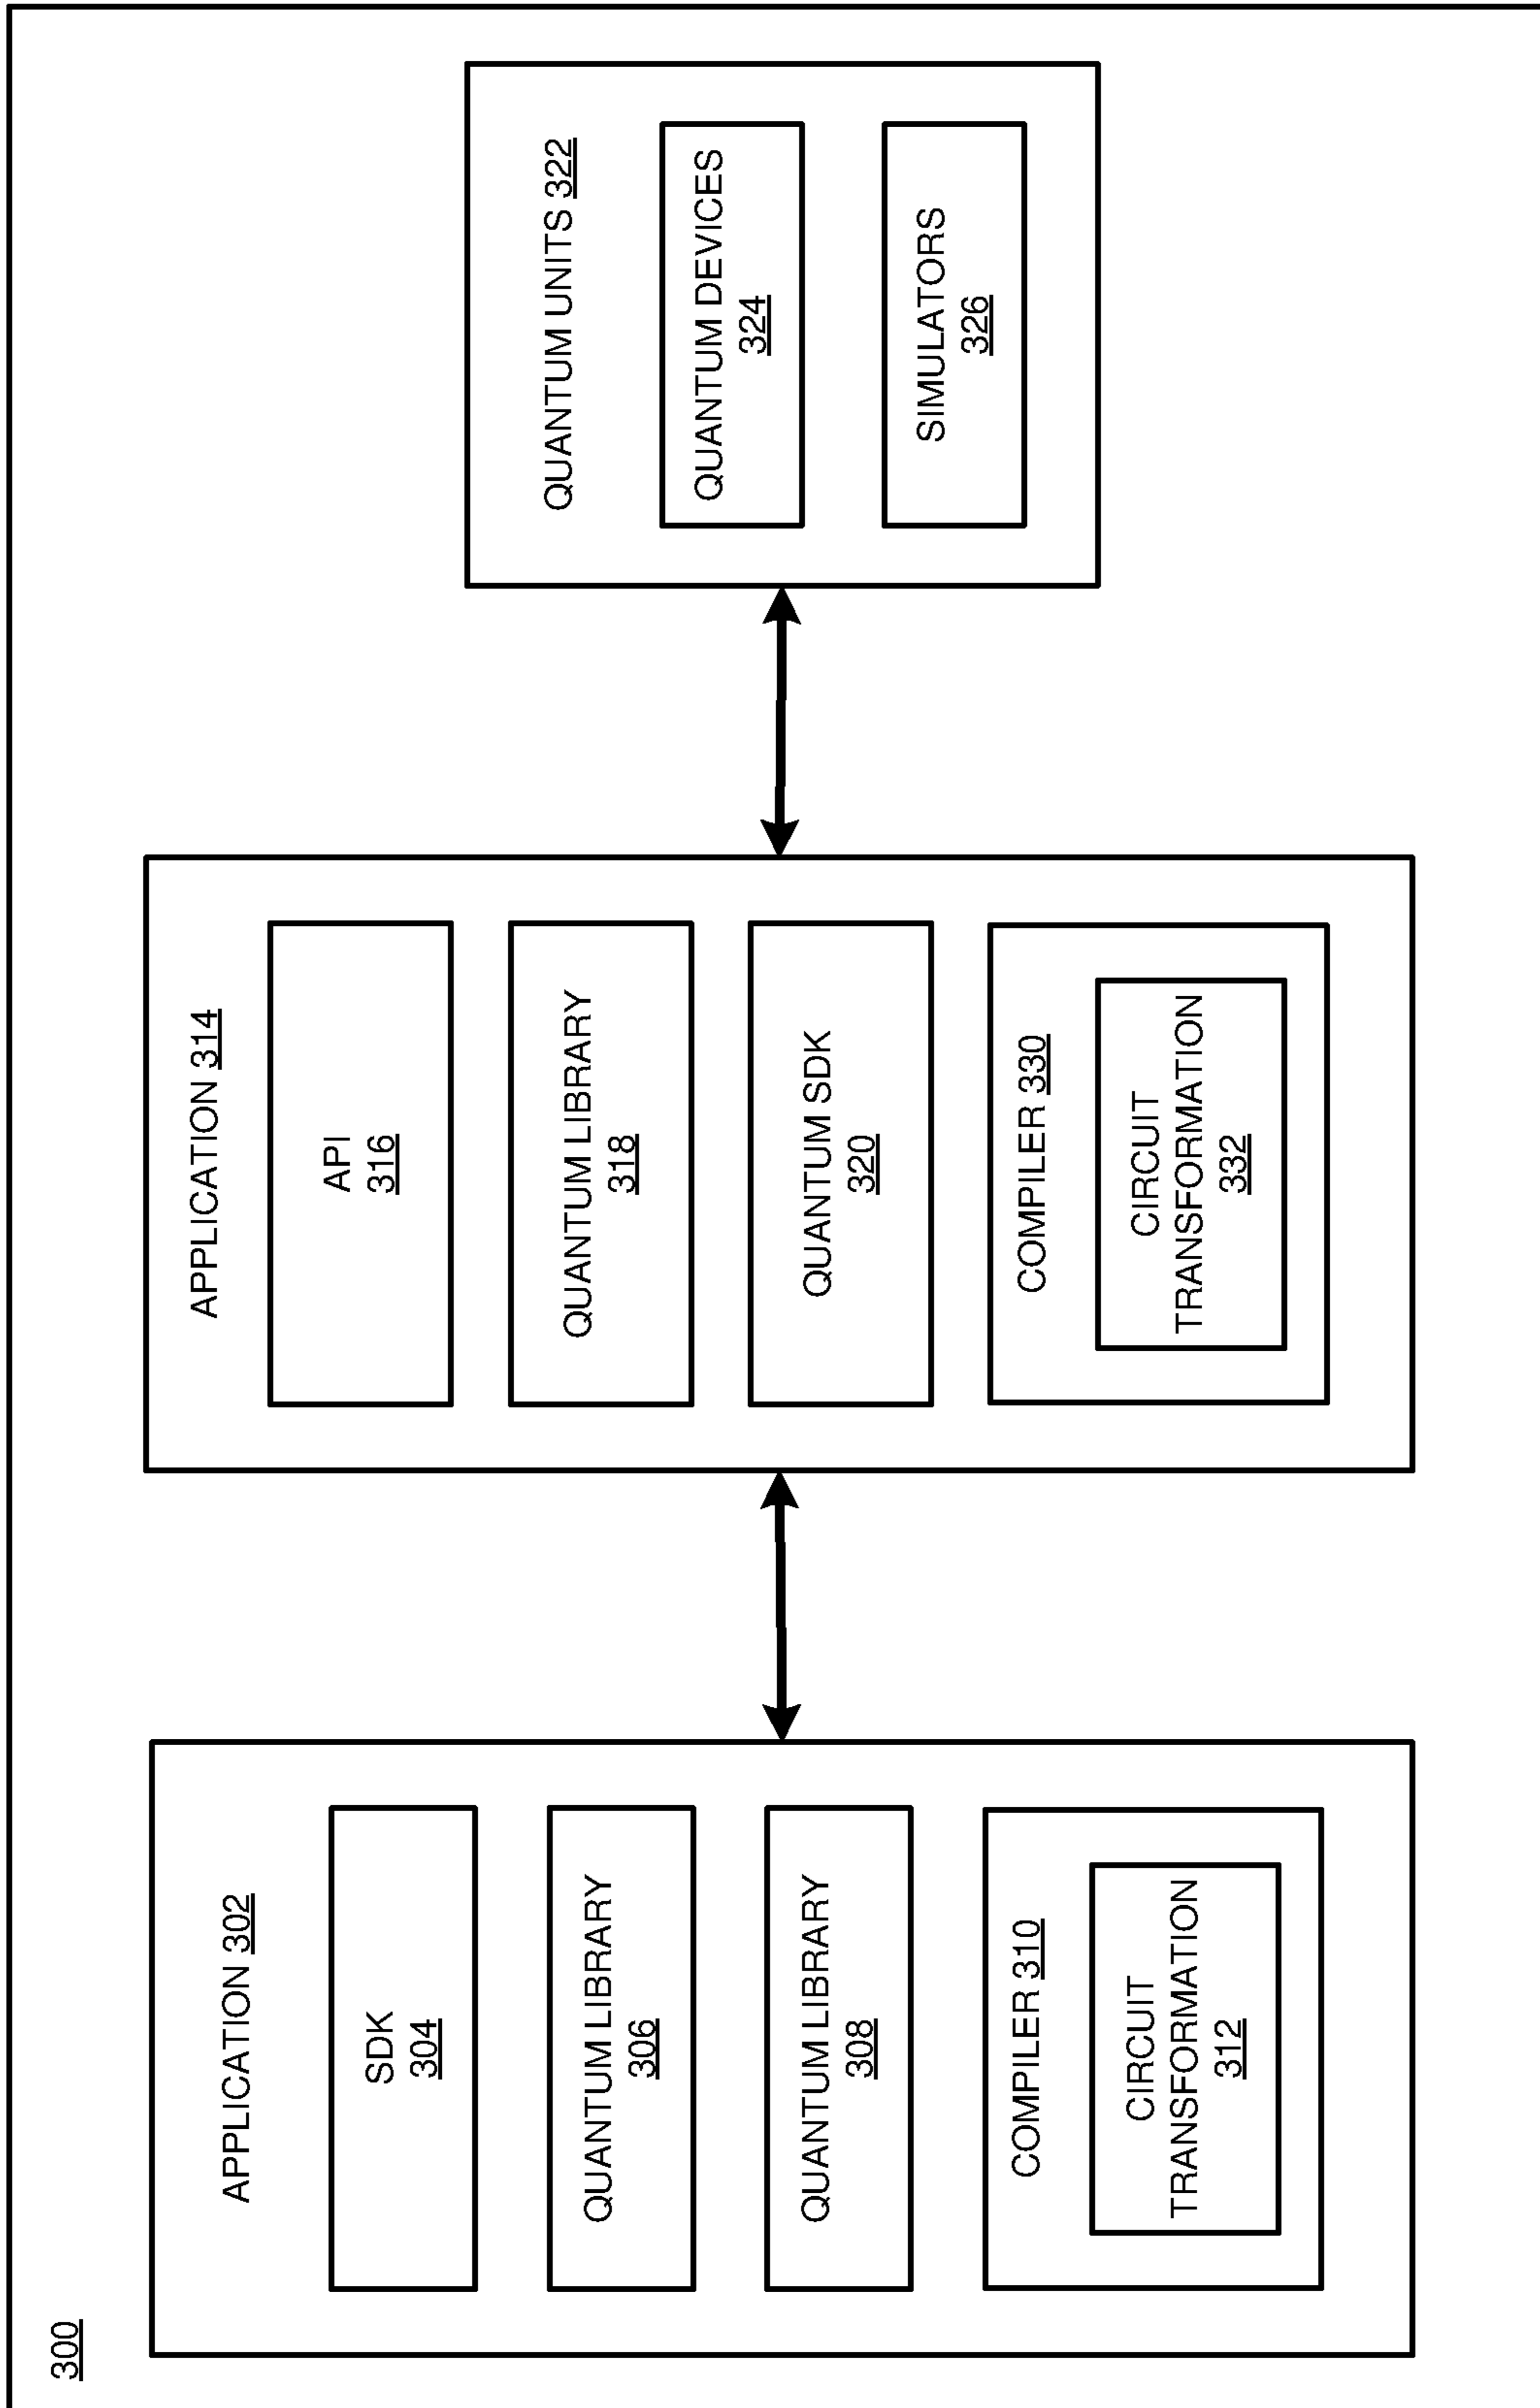 300
APPLICATION 302
SDK
304
QUANTUM LIBRARY
306
QUANTUM LIBRARY
308
COMPILER 310
CIRCUIT
TRANSFORMATION
312
APPLICATION 314
API
316
QUANTUM LIBRARY
318
QUANTUM SDK
320
COMPILER 330
CIRCUIT
TRANSFORMATION
332
QUANTUM UNITS 322
QUANTUM DEVICES
324
SIMULATORS
326